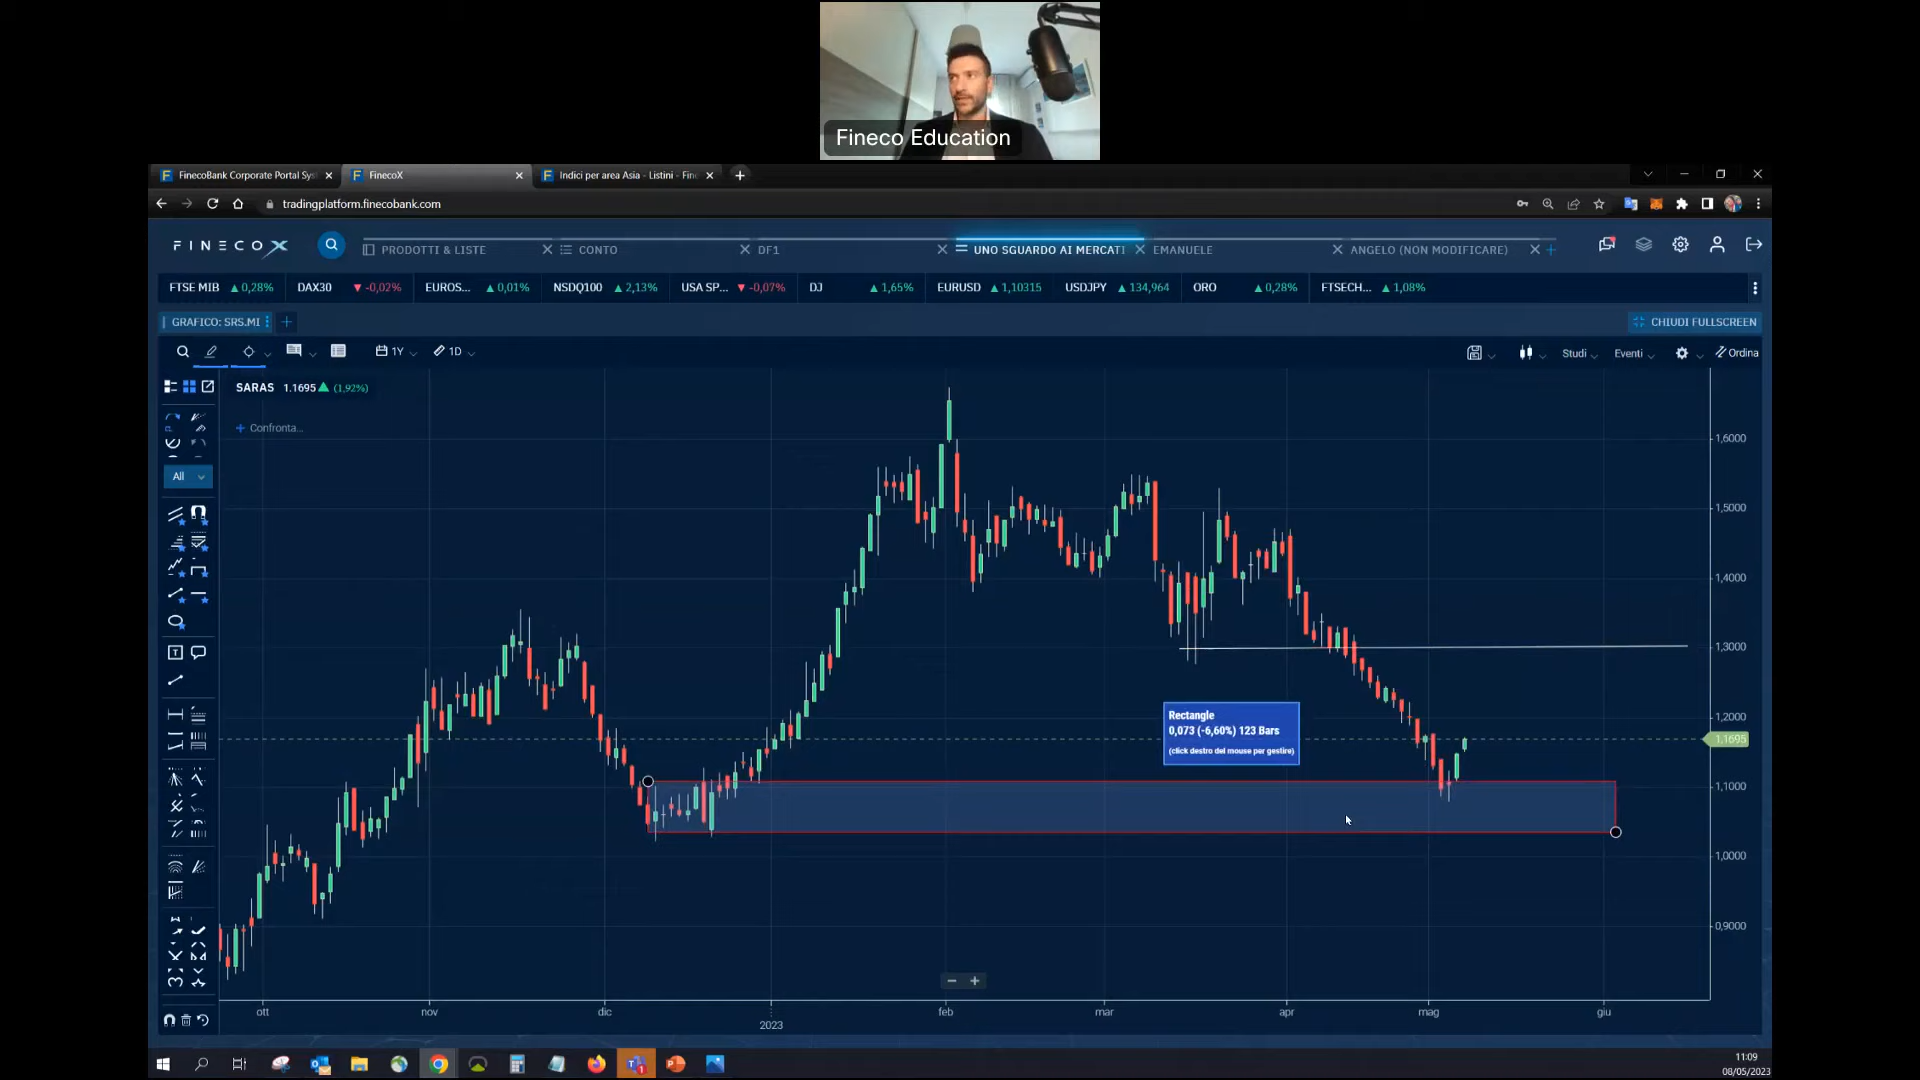 Fineco Education
FinecoBank Corporate Portal Sys
FinecoX
Indici per area Asia - Listini - Fine
tradingplatform.finecobank.com
FINECOX
PRODOTTI & LISTE
CONTO
DF1
UNO SGUARDO AI MERCATI
EMANUELE
ANGELO (NON MODIFICARE)
FTSE MIB ▲ 0,28%
DAX30 ▼ -0,02%
EUROS... ▲ 0,01%
NSDQ100 ▲ 2,13%
USA SP... ▼ -0,07%
DJ ▲ 1,65%
EURUSD ▲ 1,10315
USDJPY ▲ 134,964
ORO ▲ 0,28%
FTSECH... ▲ 1,08%
GRAFICO: SRS.MI
CHIUDI FULLSCREEN
1Y
1D
Studi
Eventi
Ordina
SARAS 1.1695 ▲ (1,92%)
+ Confronta...
All
Rectangle
0,073 (-6,60%) 123 Bars
(click destro del mouse per gestire)
1,6000
1,5000
1,4000
1,3000
1,2000
1,1695
1,1000
1,0000
0,9000
ott
nov
dic
2023
feb
mar
apr
mag
giu
11:09
08/05/2023